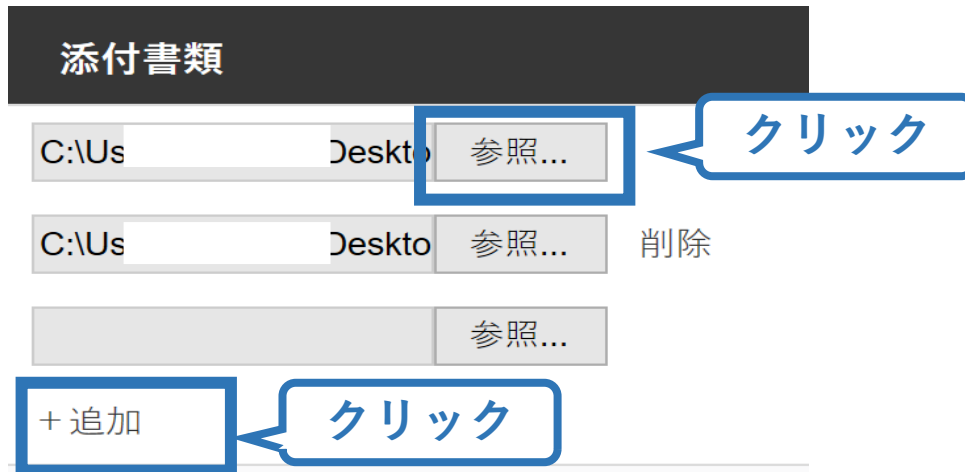 添付書類
C:\Us Deskto 参照... クリック
C:\Us Deskto 参照... 削除
参照...
+追加 クリック